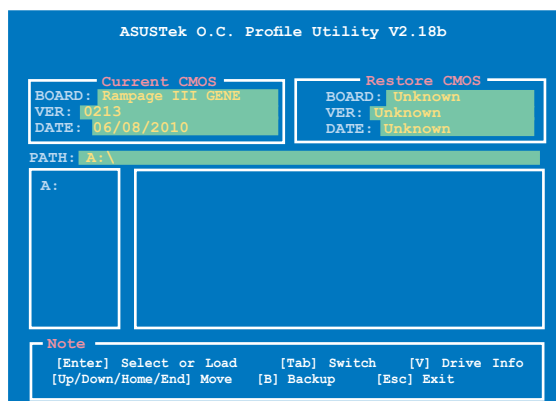 ASUSTek O.C. Profile Utility V2.18b
Current CMOS
BOARD: Rampage III GENE
VER: 0213
DATE: 06/08/2010
Restore CMOS
BOARD: Unknown
VER: Unknown
DATE: Unknown
PATH: A:\
A:
Note
[Enter] Select or Load [Tab] Switch [V] Drive Info
[Up/Down/Home/End] Move [B] Backup [Esc] Exit